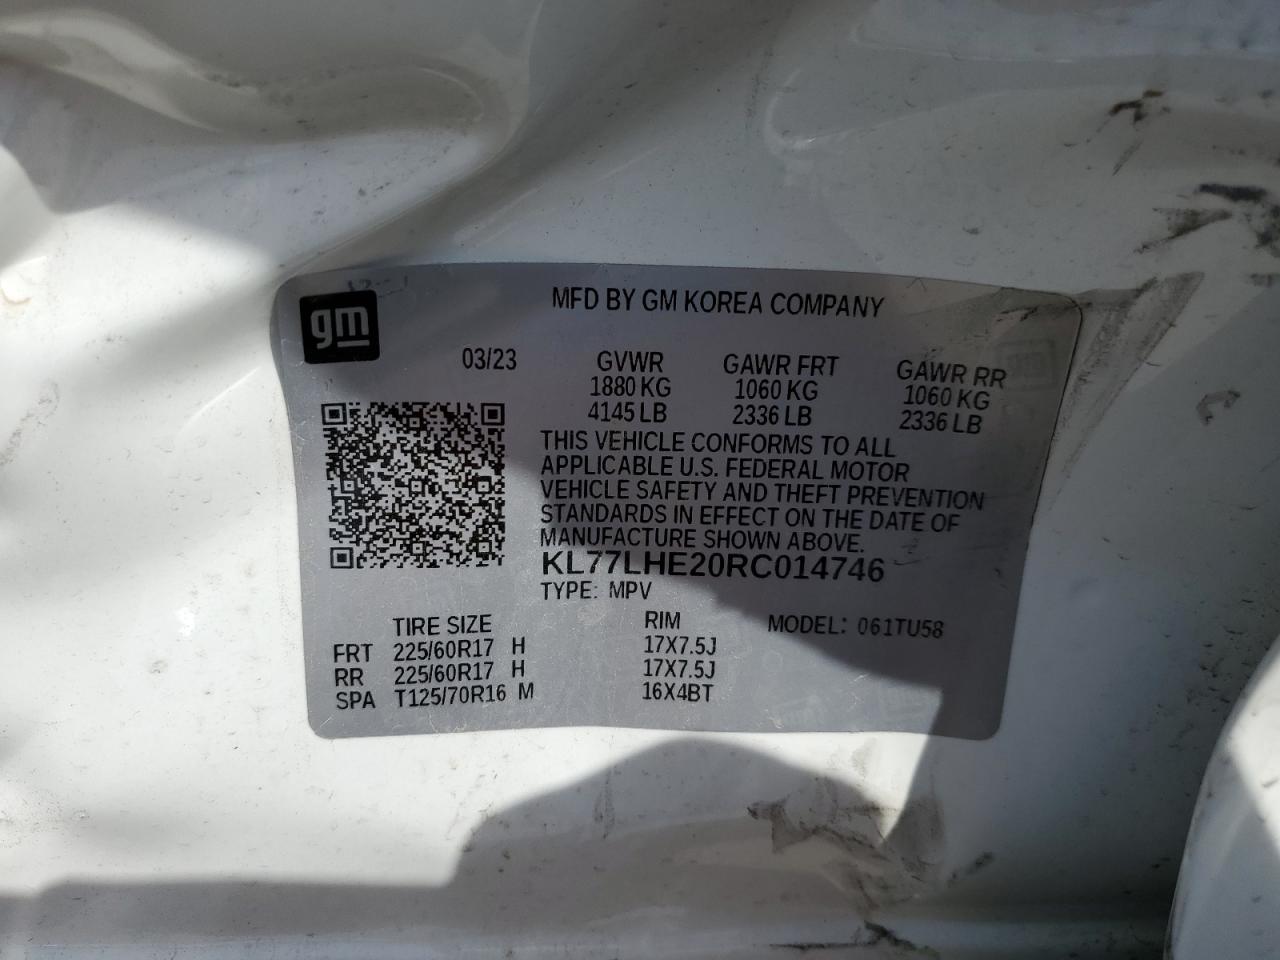 gm
MFD BY GM KOREA COMPANY
03/23 GVWR GAWR FRT GAWR RR
1880 KG 1060 KG 1060 KG
4145 LB 2336 LB 2336 LB
THIS VEHICLE CONFORMS TO ALL
APPLICABLE U.S. FEDERAL MOTOR
VEHICLE SAFETY AND THEFT PREVENTION
STANDARDS IN EFFECT ON THE DATE OF
MANUFACTURE SHOWN ABOVE.
KL77LHE20RC014746
TYPE: MPV
TIRE SIZE RIM MODEL: 061TU58
FRT 225/60R17 H 17X7.5J
RR 225/60R17 H 17X7.5J
SPA T125/70R16 M 16X4BT